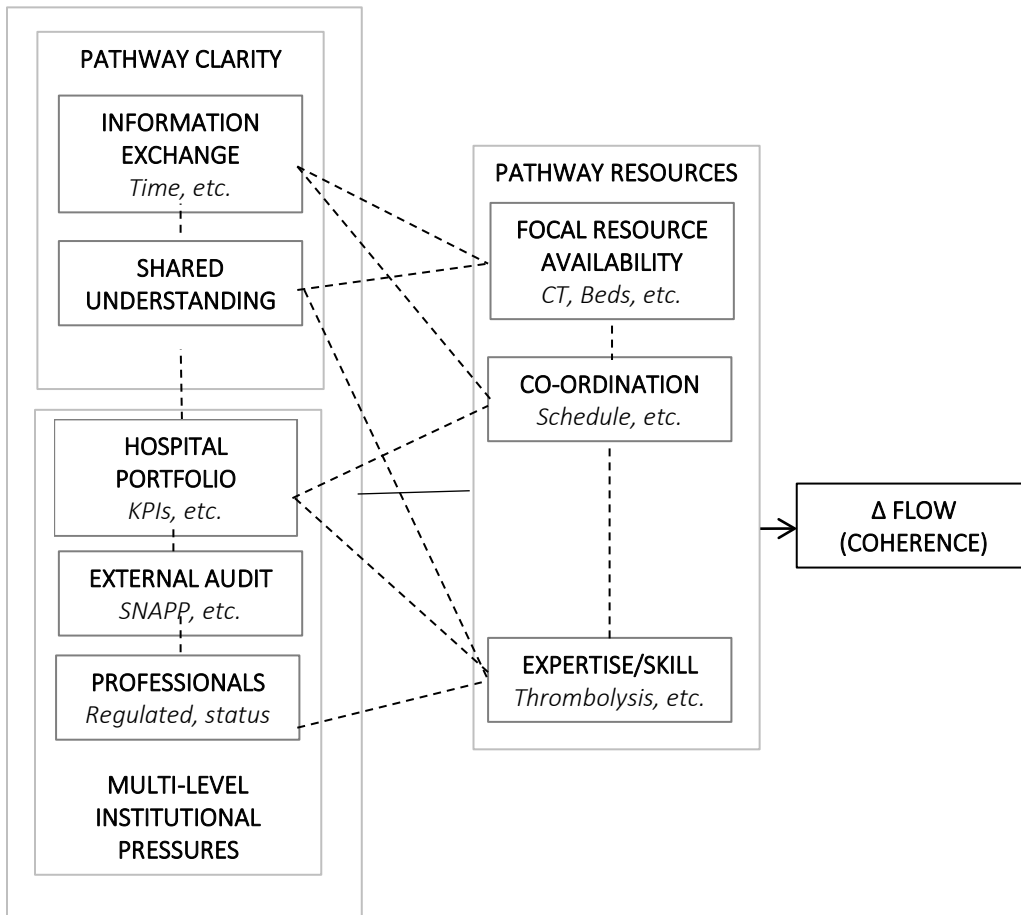 PATHWAY CLARITY
INFORMATION
EXCHANGE
Time, etc.
SHARED
UNDERSTANDING
HOSPITAL
PORTFOLIO
KPIs, etc.
EXTERNAL AUDIT
SNAPP, etc.
PROFESSIONALS
Regulated, status
MULTI-LEVEL
INSTITUTIONAL
PRESSURES
PATHWAY RESOURCES
FOCAL RESOURCE
AVAILABILITY
CT, Beds, etc.
CO-ORDINATION
Schedule, etc.
EXPERTISE/SKILL
Thrombolysis, etc.
Δ FLOW
(COHERENCE)